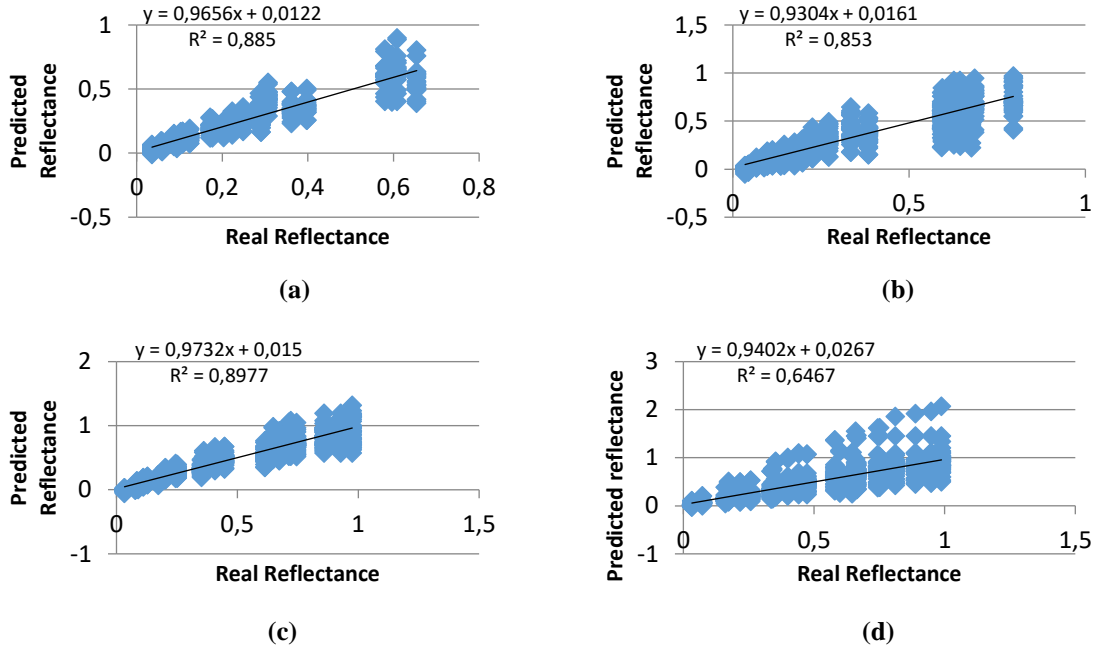 y = 0,9656x + 0,0122
R² = 0,885
1
0,5
0
-0,5
0
0,2
0,4
0,6
0,8
Predicted
Reflectance
Real Reflectance
(a)
y = 0,9304x + 0,0161
R² = 0,853
1,5
1
0,5
0
-0,5
0
0,5
1
Predicted
Reflectance
Real Reflectance
(b)
y = 0,9732x + 0,015
R² = 0,8977
2
1
0
-1
0
0,5
1
1,5
Predicted
Reflectance
Real Reflectance
(c)
y = 0,9402x + 0,0267
R² = 0,6467
3
2
1
0
-1
0
0,5
1
1,5
Predicted reflectance
Real Reflectance
(d)